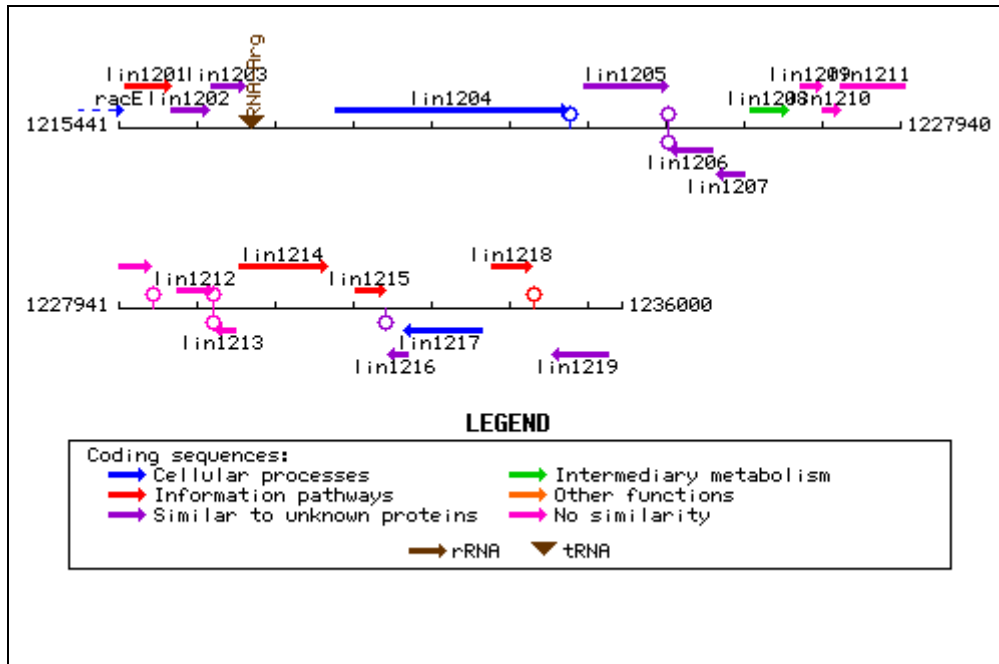 tRNA-Arg
lin1201 lin1203 lin1205 lin1209 lin1211
racE lin1202 lin1204 lin1208 lin1210
1215441 1227940
lin1206
lin1207
lin1214 lin1218
lin1212 lin1215
1227941 1236000
lin1213 lin1217
lin1216 lin1219
LEGEND
Coding sequences:
Cellular processes Intermediary metabolism
Information pathways Other functions
Similar to unknown proteins No similarity
rRNA tRNA